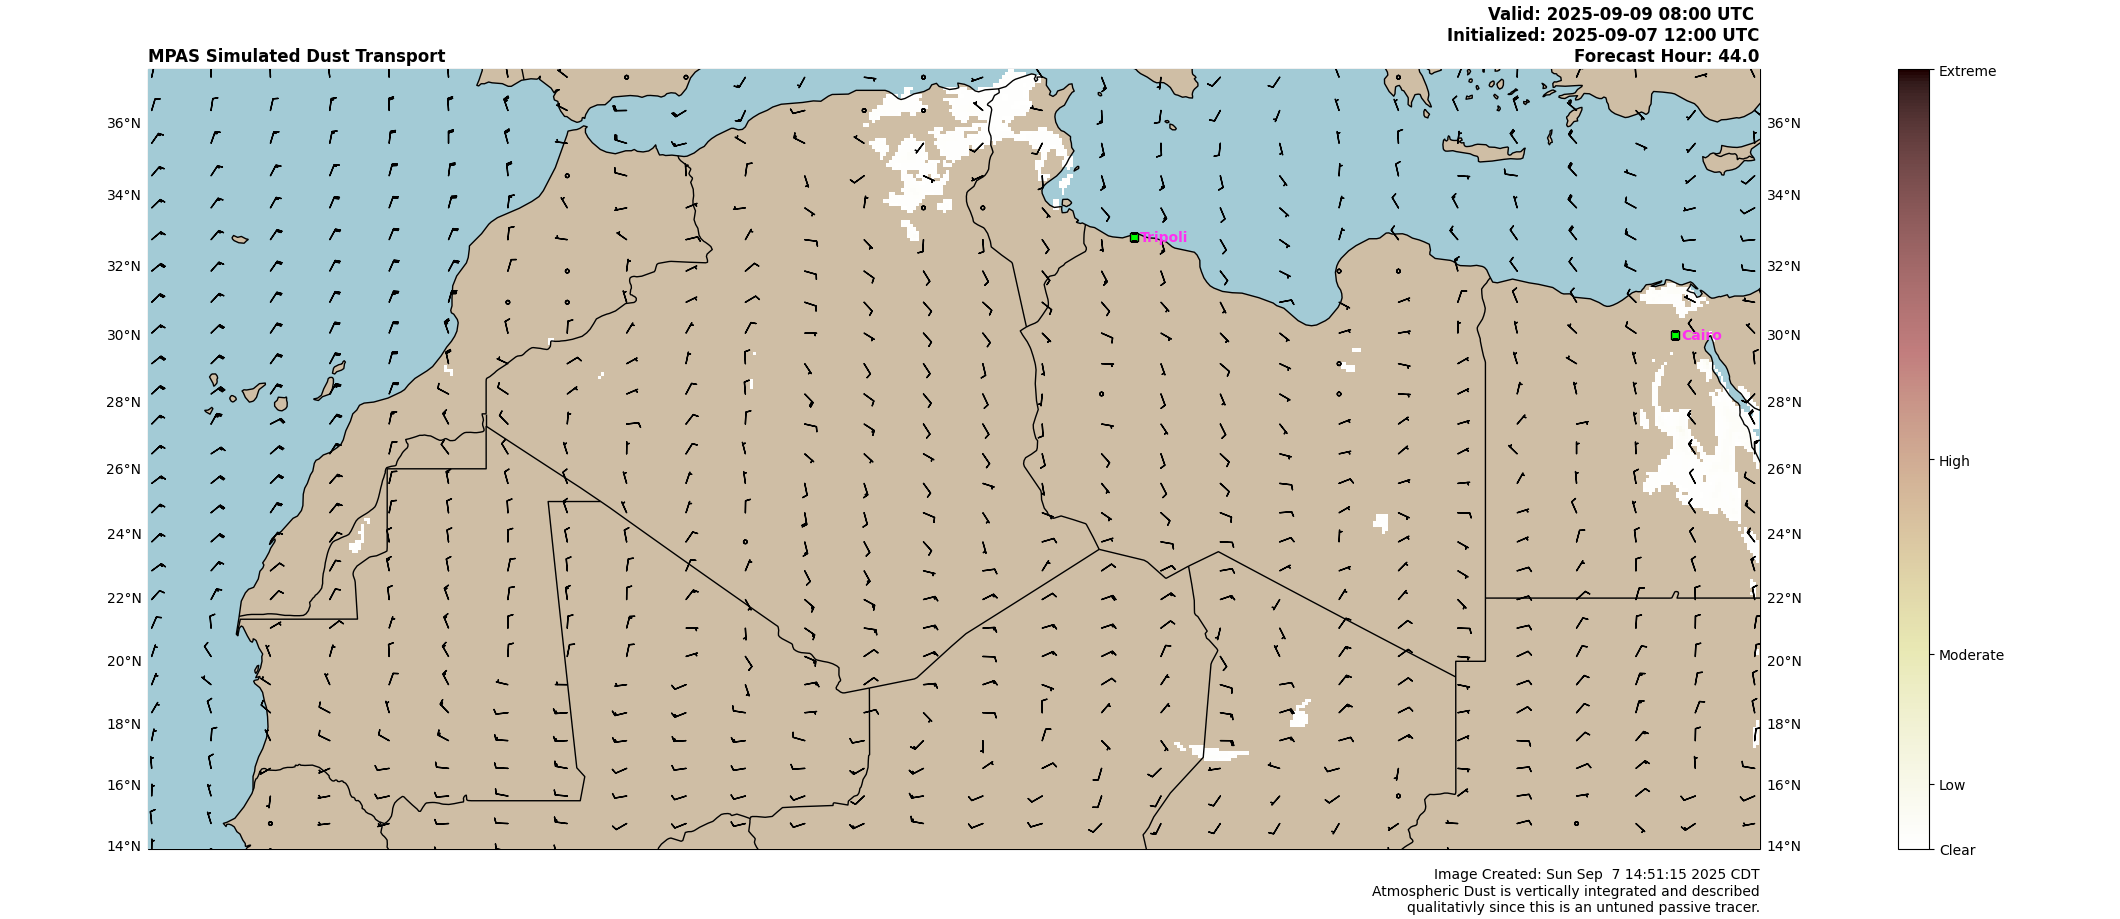 Valid: 2025-09-09 08:00 UTC
Initialized: 2025-09-07 12:00 UTC
MPAS Simulated Dust Transport
Forecast Hour: 44.0
Extreme
36°N
36°N
34°N
34°N
Tripoli
32°N
32°N
30°N
Cairo
30°N
28°N
28°N
26°N
26°N
High
24°N
24°N
22°N
22°N
20°N
20°N
Moderate
18°N
18°N
16°N
16°N
Low
14°N
14°N
Clear
Image Created: Sun Sep  7 14:51:15 2025 CDT
Atmospheric Dust is vertically integrated and described
qualitativly since this is an untuned passive tracer.